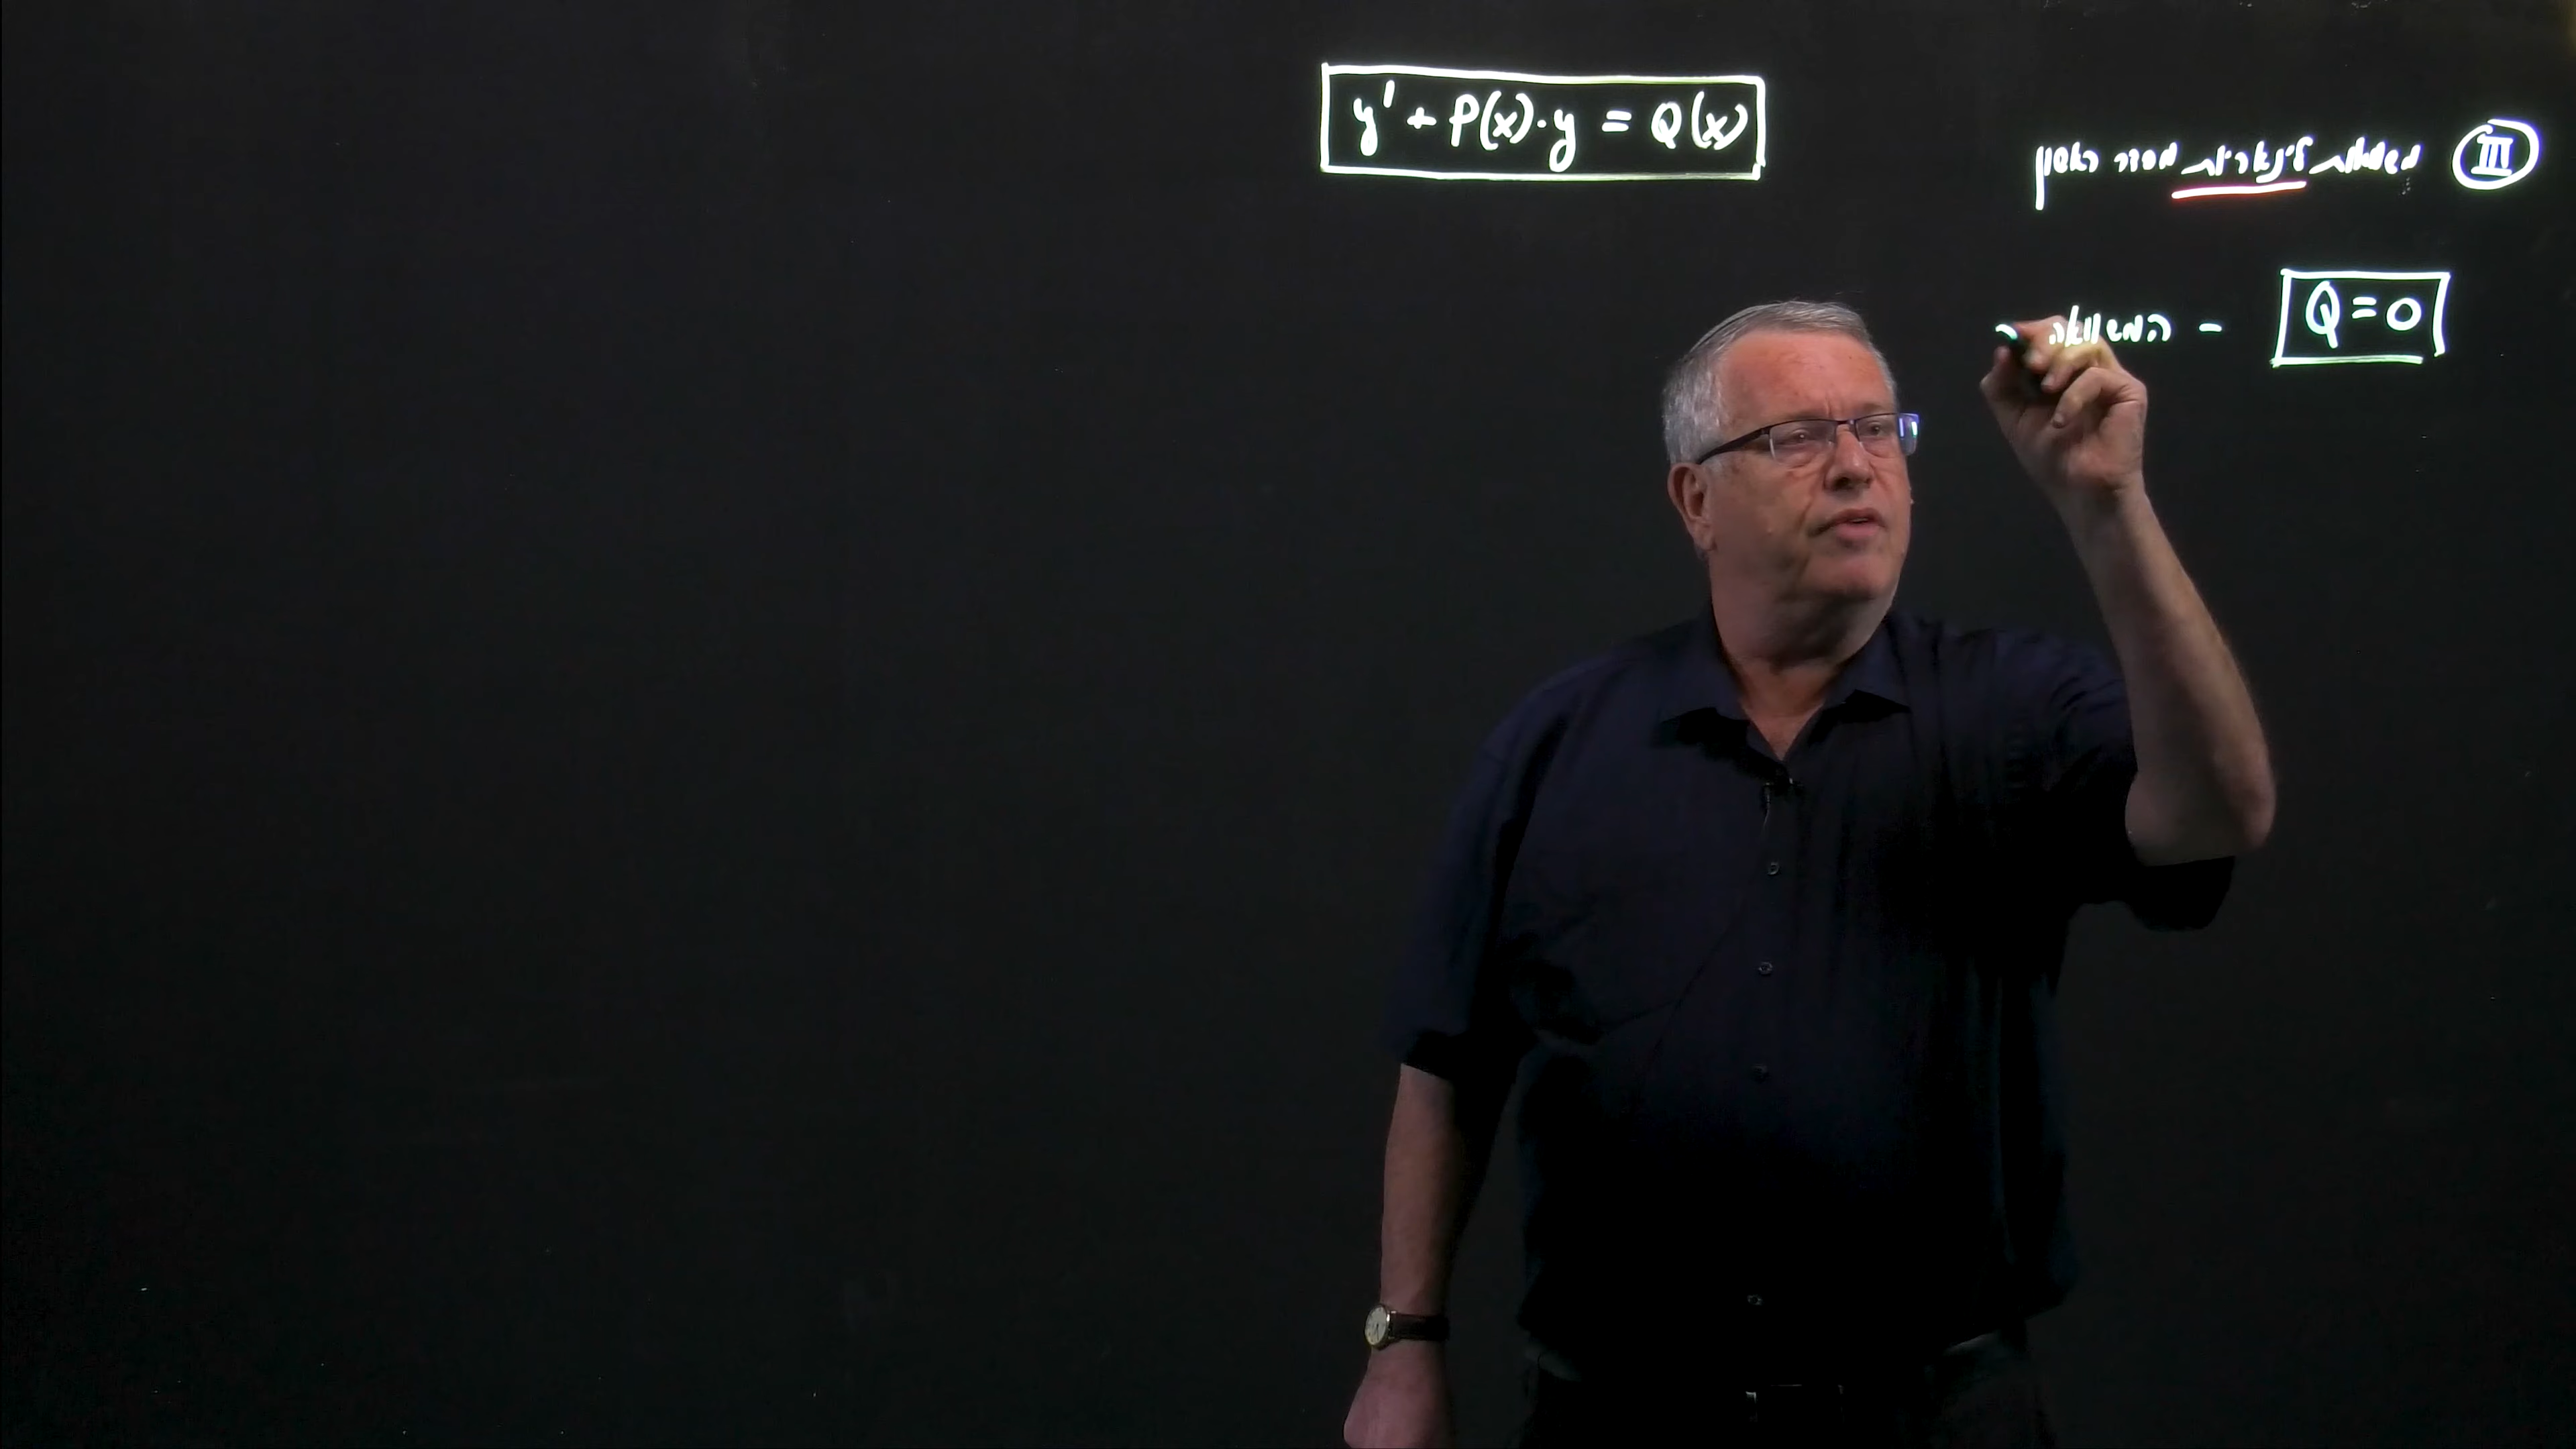 III משוואות לינאריות מסדר ראשון
y' + P(x)·y = Q(x)
Q = 0 - המשוואה